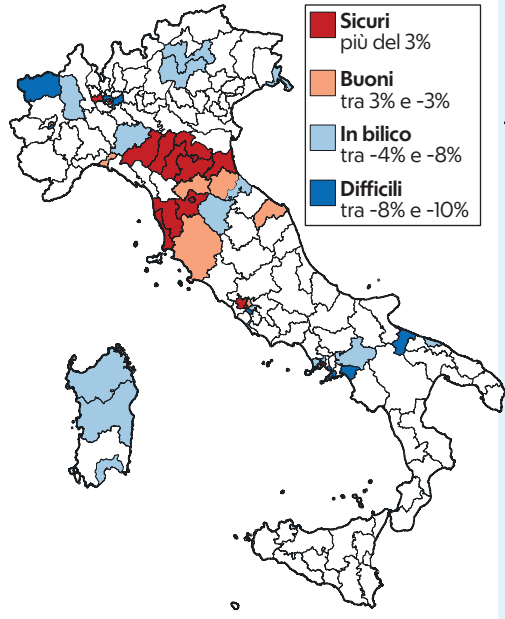 Sicuri
più del 3%
Buoni
tra 3% e -3%
In bilico
tra -4% e -8%
Difficili
tra -8% e -10%